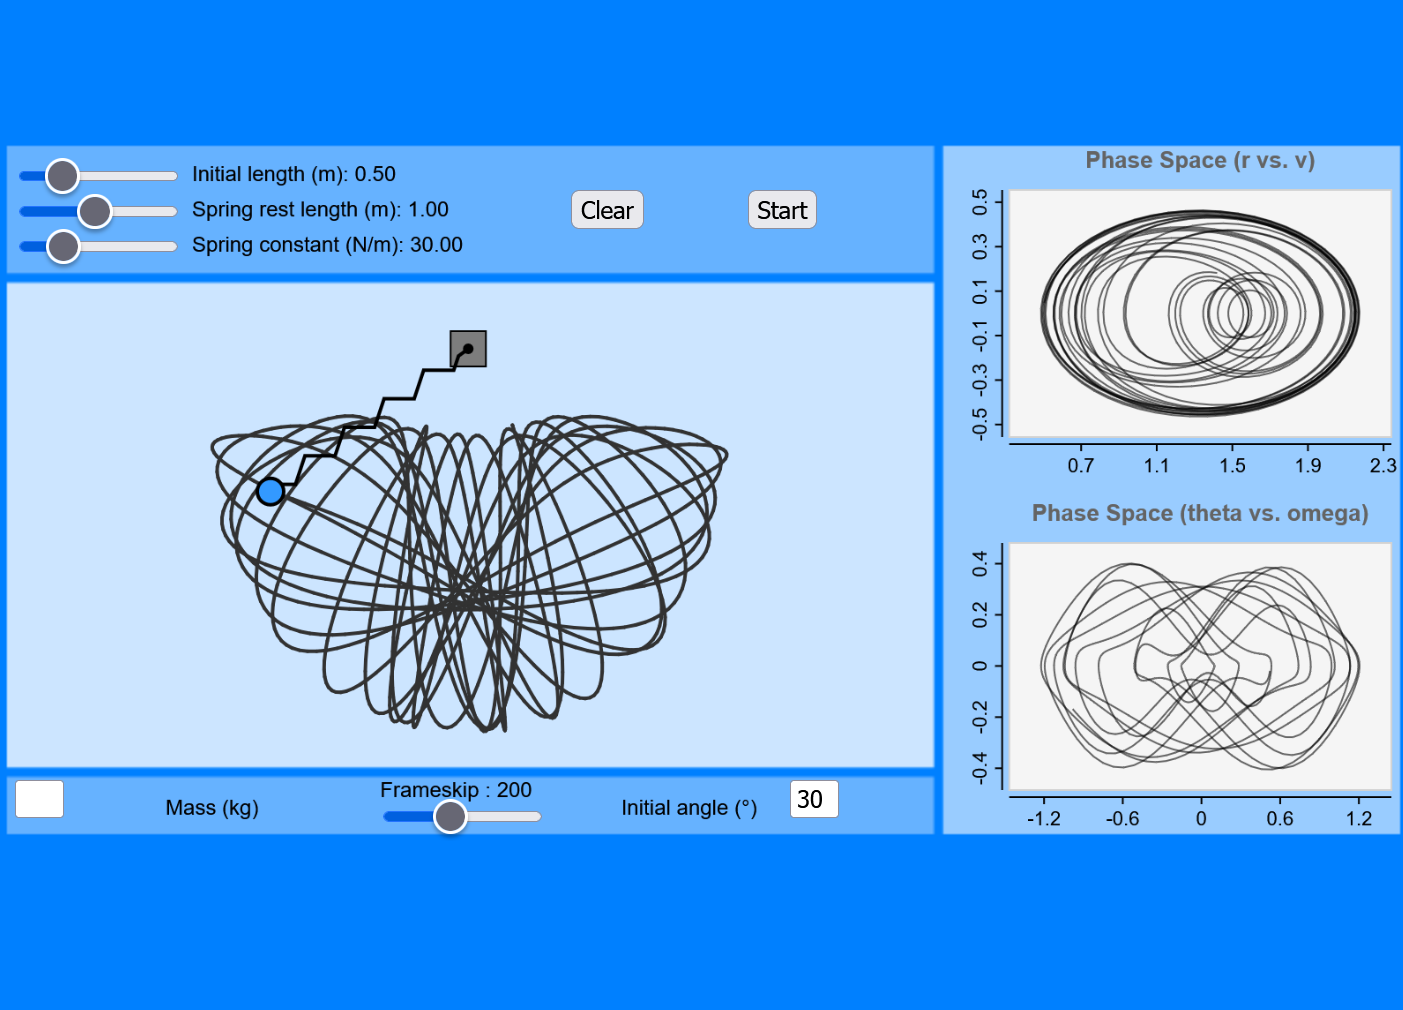 Initial length (m): 0.50
Spring rest length (m): 1.00
Spring constant (N/m): 30.00
Clear
Start
Phase Space (r vs. v)
0.5
0.3
0.1
-0.1
-0.3
-0.5
0.7 1.1 1.5 1.9 2.3
Phase Space (theta vs. omega)
0.4
0.2
0
-0.2
-0.4
-1.2 -0.6 0 0.6 1.2
Mass (kg)
Frameskip : 200
Initial angle (°)
30